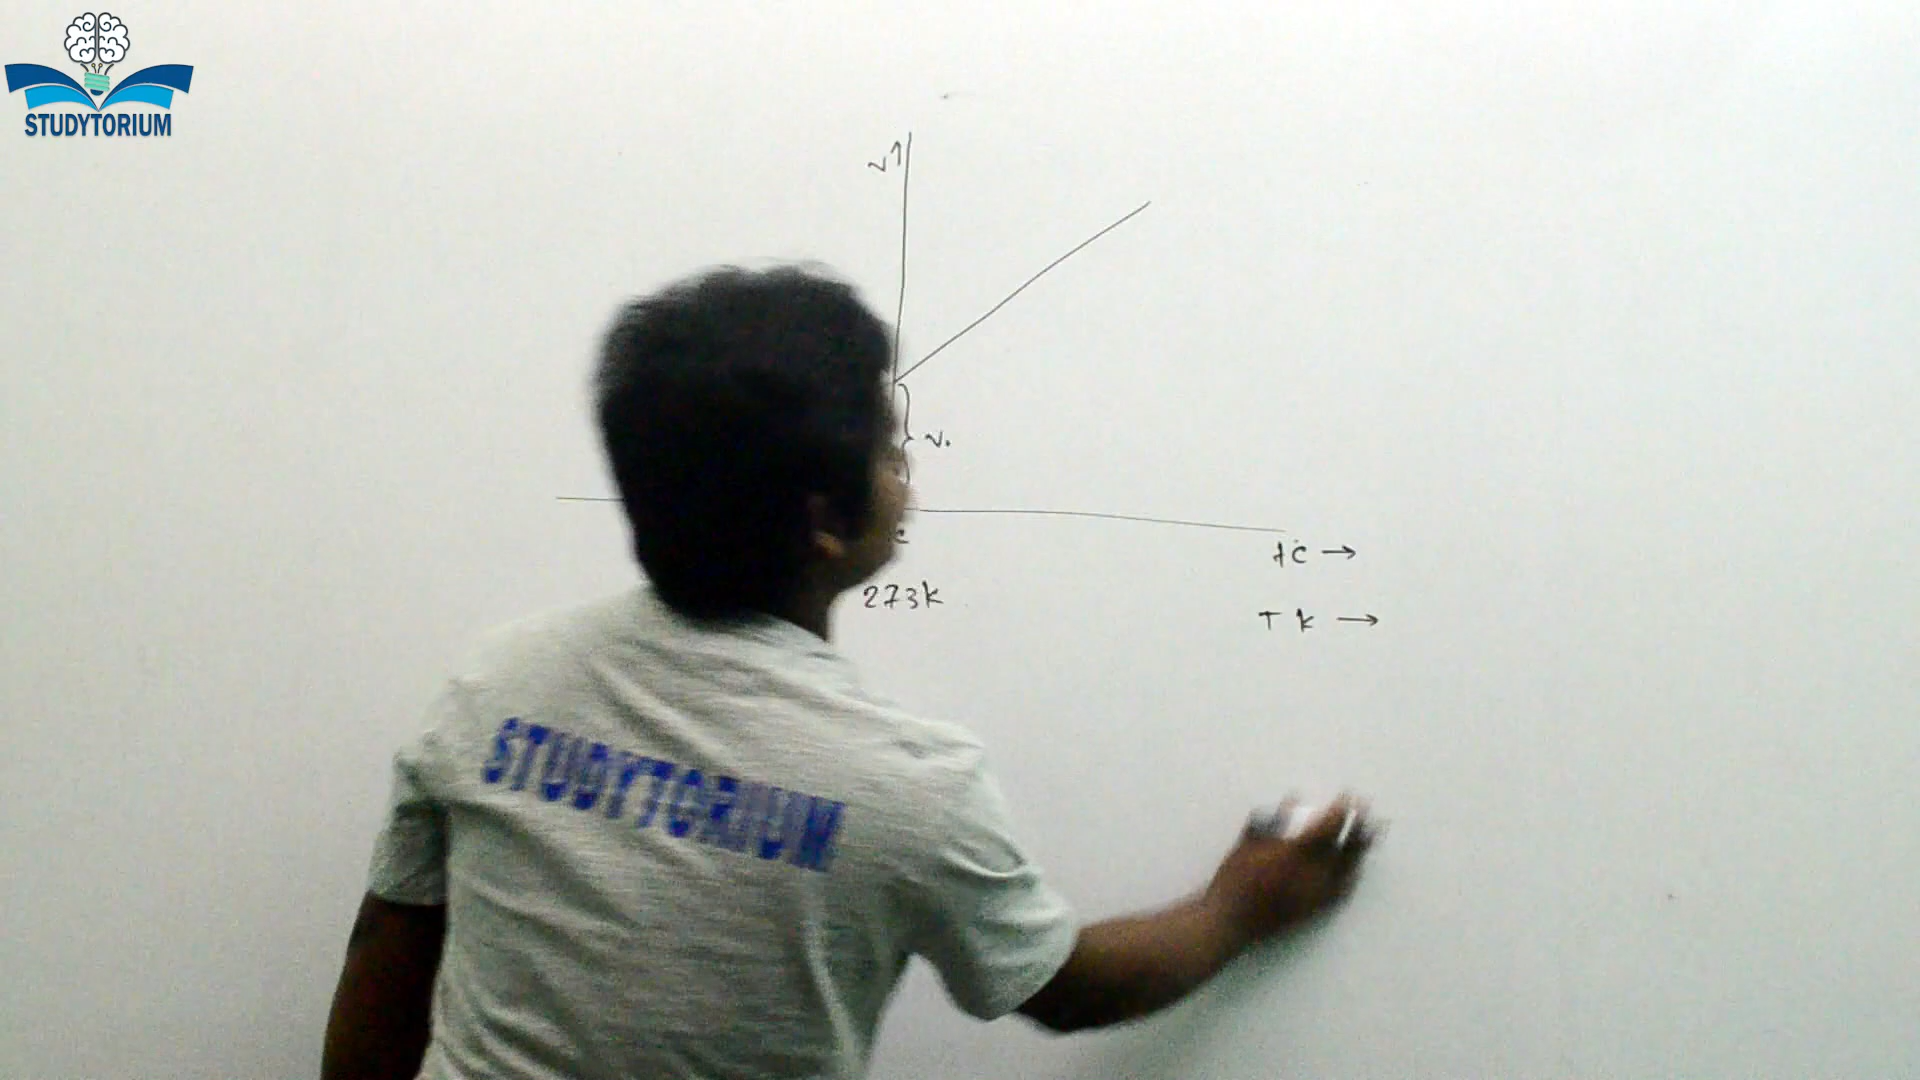 STUDYTORIUM
V↑
V₀
c
273k
t°c →
T k →
STUDYTORIUM